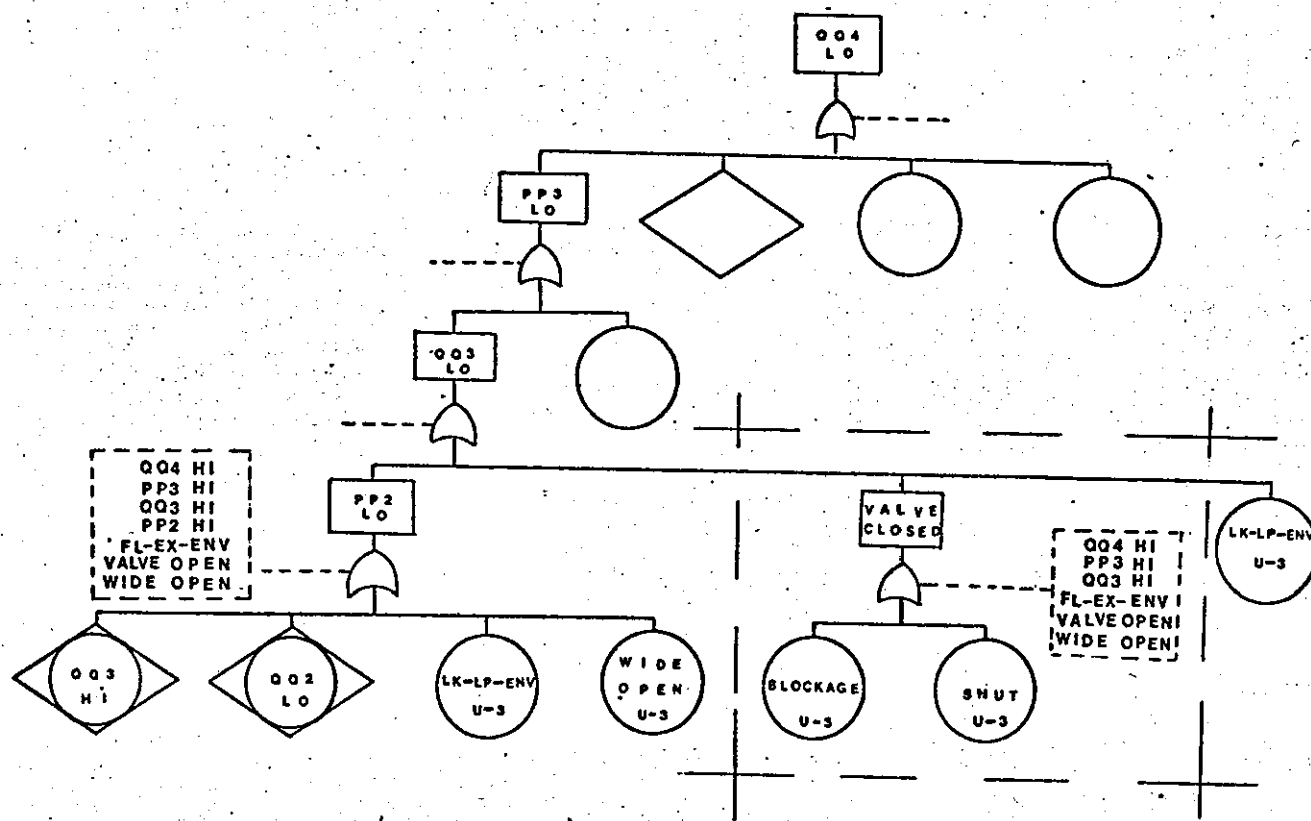 QQ4
LO
PP3
LO
QQ3
LO
QQ4 HI
PP3 HI
QQ3 HI
PP2 HI
FL-EX-ENV
VALVE OPEN
WIDE OPEN
PP2
LO
VALVE
CLOSED
QQ4 HI
PP3 HI
QQ3 HI
FL-EX-ENV
VALVE OPEN
WIDE OPEN
LK-LP-ENV
U-3
QQ3
HI
QQ2
LO
LK-LP-ENV
U-3
WIDE
OPEN
U-3
BLOCKAGE
U-3
SHUT
U-3